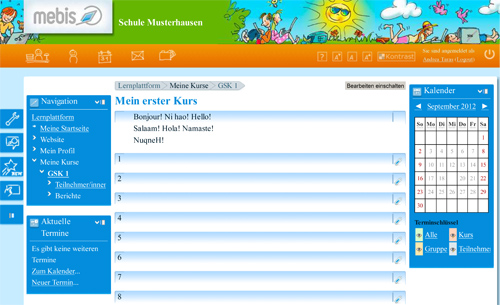 mebis
Schule Musterhausen
? A A A Kontrast
Sie sind angemeldet als
Andrea Taras (Logout)
Lernplattform Meine Kurse GSK 1
Bearbeiten einschalten
Navigation
Lernplattform
Meine Startseite
Website
Mein Profil
Meine Kurse
GSK 1
Teilnehmer/inner
Berichte
Aktuelle
Termine
Es gibt keine weiteren
Termine
Zum Kalender...
Neuer Termin...
NEW
Mein erster Kurs
Bonjour! Ni hao! Hello!
Salaam! Hola! Namaste!
NuqneH!
1
2
3
4
5
6
7
8
Kalender
September 2012
So Mo Di Mi Do Fr Sa
1
2 3 4 5 6 7 8
9 10 11 12 13 14 15
16 17 18 19 20 21 22
23 24 25 26 27 28 29
30
Terminschlüssel
Alle Kurs
Gruppe Teilnehme